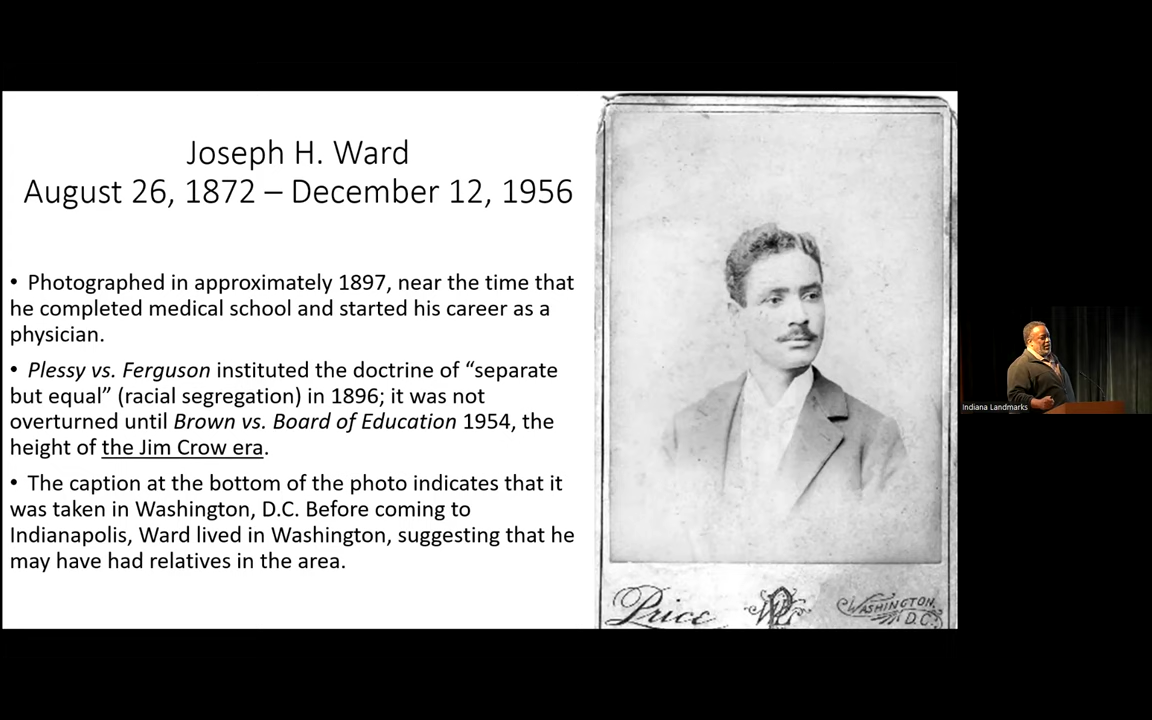 Joseph H. Ward
August 26, 1872 – December 12, 1956
• Photographed in approximately 1897, near the time that
he completed medical school and started his career as a
physician.
• Plessy vs. Ferguson instituted the doctrine of “separate
but equal” (racial segregation) in 1896; it was not
overturned until Brown vs. Board of Education 1954, the
height of the Jim Crow era.
• The caption at the bottom of the photo indicates that it
was taken in Washington, D.C. Before coming to
Indianapolis, Ward lived in Washington, suggesting that he
may have had relatives in the area.
Price
WASHINGTON,
D.C.
Indiana Landmarks